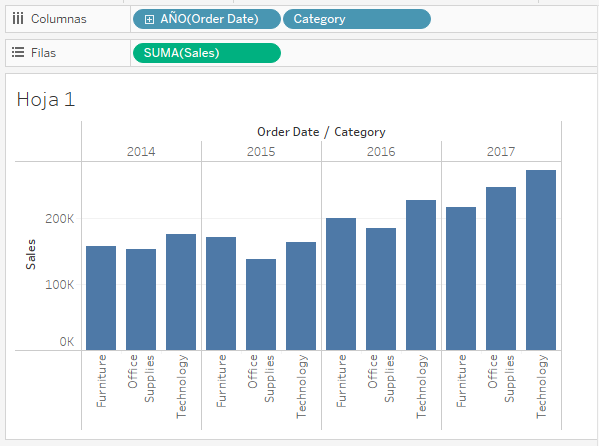 Columnas
AÑO(Order Date)
Category
Filas
SUMA(Sales)
Hoja 1
Order Date / Category
2014 2015 2016 2017
Sales
200K
100K
0K
Furniture
Office
Supplies
Technology
Furniture
Office
Supplies
Technology
Furniture
Office
Supplies
Technology
Furniture
Office
Supplies
Technology